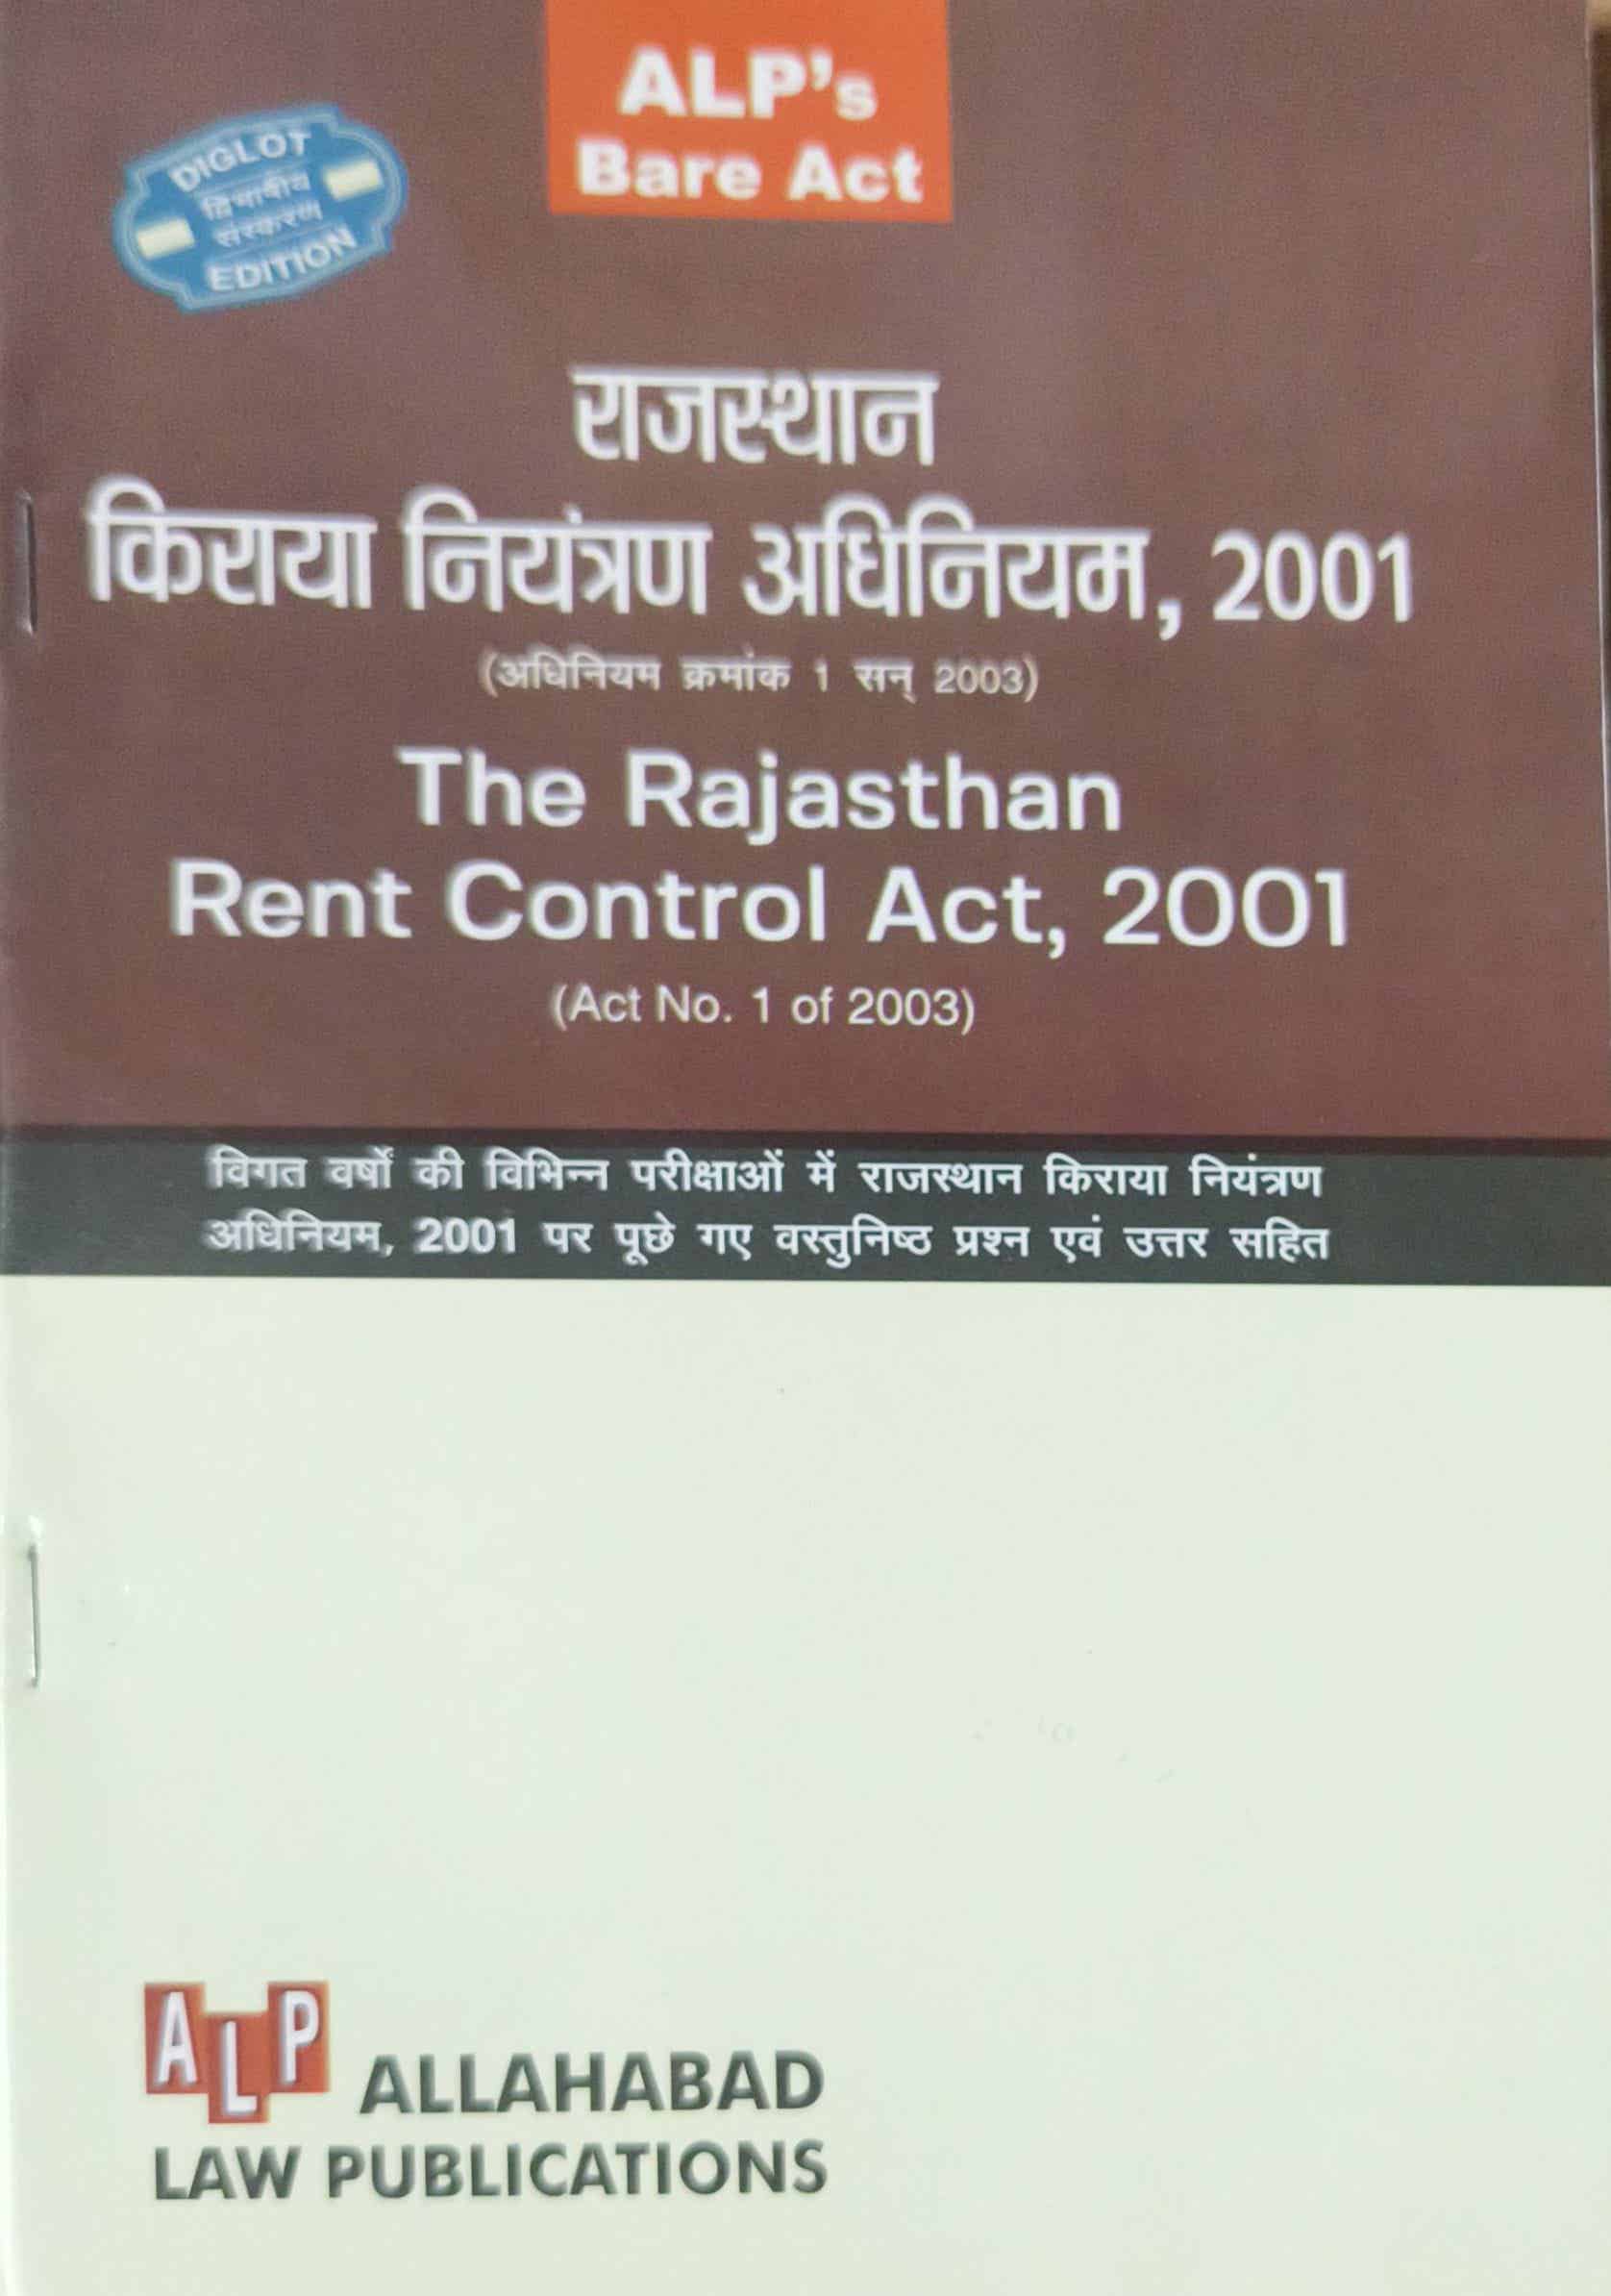 ALP's
Bare Act
DIGLOT
द्विभाषीय
संस्करण
EDITION
राजस्थान
किराया नियंत्रण अधिनियम, 2001
(अधिनियम क्रमांक 1 सन् 2003)
The Rajasthan
Rent Control Act, 2001
(Act No. 1 of 2003)
विगत वर्षों की विभिन्न परीक्षाओं में राजस्थान किराया नियंत्रण
अधिनियम, 2001 पर पूछे गए वस्तुनिष्ठ प्रश्न एवं उत्तर सहित
ALP ALLAHABAD
LAW PUBLICATIONS